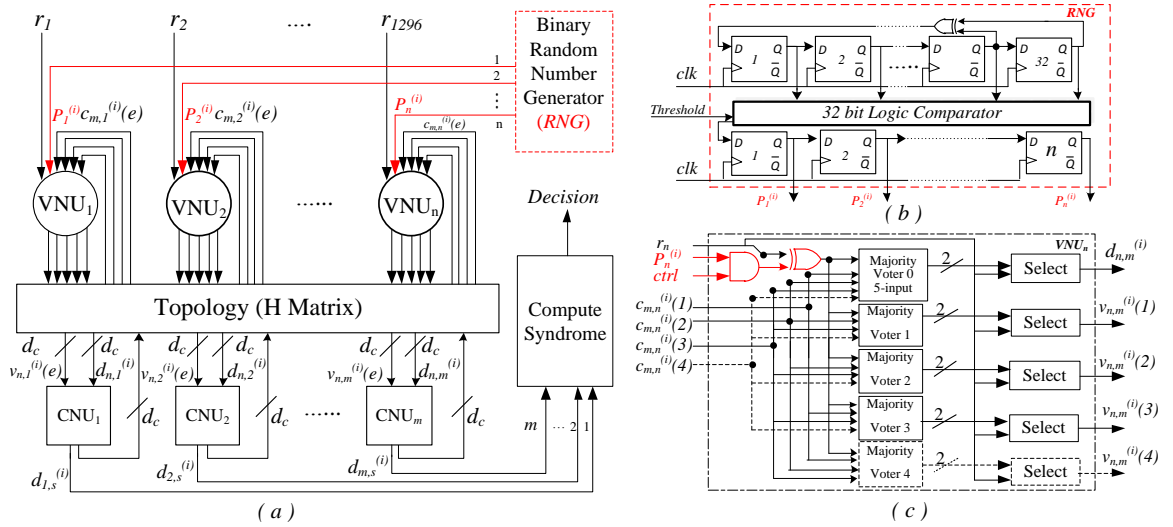 r1 r2 .... r1296
Binary
Random
Number
Generator
(RNG)
1
2
⋮
n
P1(i) cm,1(i)(e)
P2(i) cm,2(i)(e)
Pn(i)
cm,n(i)(e)
VNU1 VNU2 ...... VNUn
Decision
Topology (H Matrix)
Compute
Syndrome
dc dc dc dc dc dc
vn,1(i)(e) dn,1(i) vn,2(i)(e) dn,2(i) vn,m(i)(e) dn,m(i)
CNU1 dc CNU2 dc ...... CNUm dc
m ... 2 1
d1,s(i) d2,s(i) dm,s(i)
( a )
RNG
D Q Q 1
D Q Q 2
......
D Q Q
D Q Q 32
clk
Threshold
32 bit Logic Comparator
D Q Q 1
D Q Q 2
D Q Q n
clk
P1(i) P2(i) Pn(i)
( b )
rn
Pn(i)
ctrl
cm,n(i)(1)
cm,n(i)(2)
cm,n(i)(3)
cm,n(i)(4)
VNUn
Majority
Voter 0
5-input
2
Select
dn,m(i)
Majority
Voter 1
2
Select
vn,m(i)(1)
Majority
Voter 2
2
Select
vn,m(i)(2)
Majority
Voter 3
2
Select
vn,m(i)(3)
Majority
Voter 4
2
Select
vn,m(i)(4)
( c )